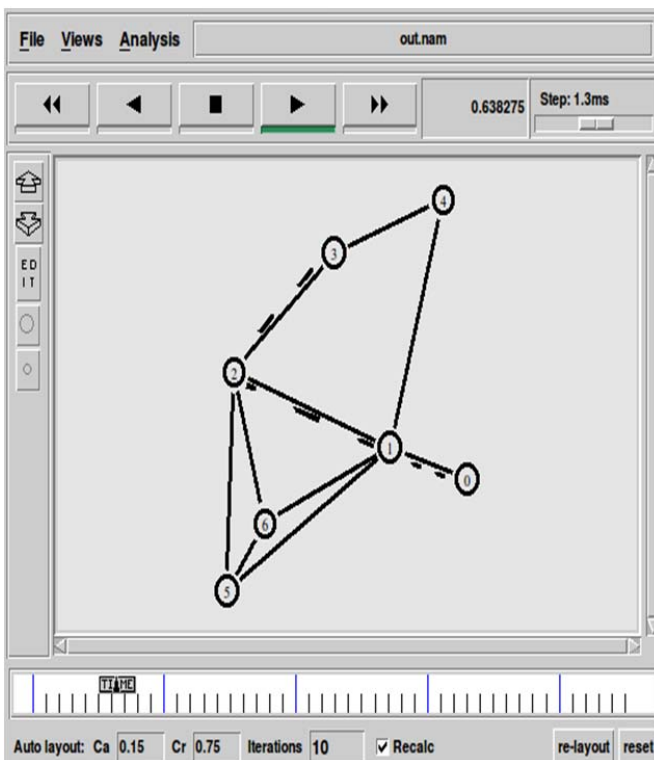 File Views Analysis out.nam
0.638275 Step: 1.3ms
4
3
ED
IT
2
1
0
6
5
TIME
Auto layout: Ca 0.15 Cr 0.75 Iterations 10 Recalc re-layout reset